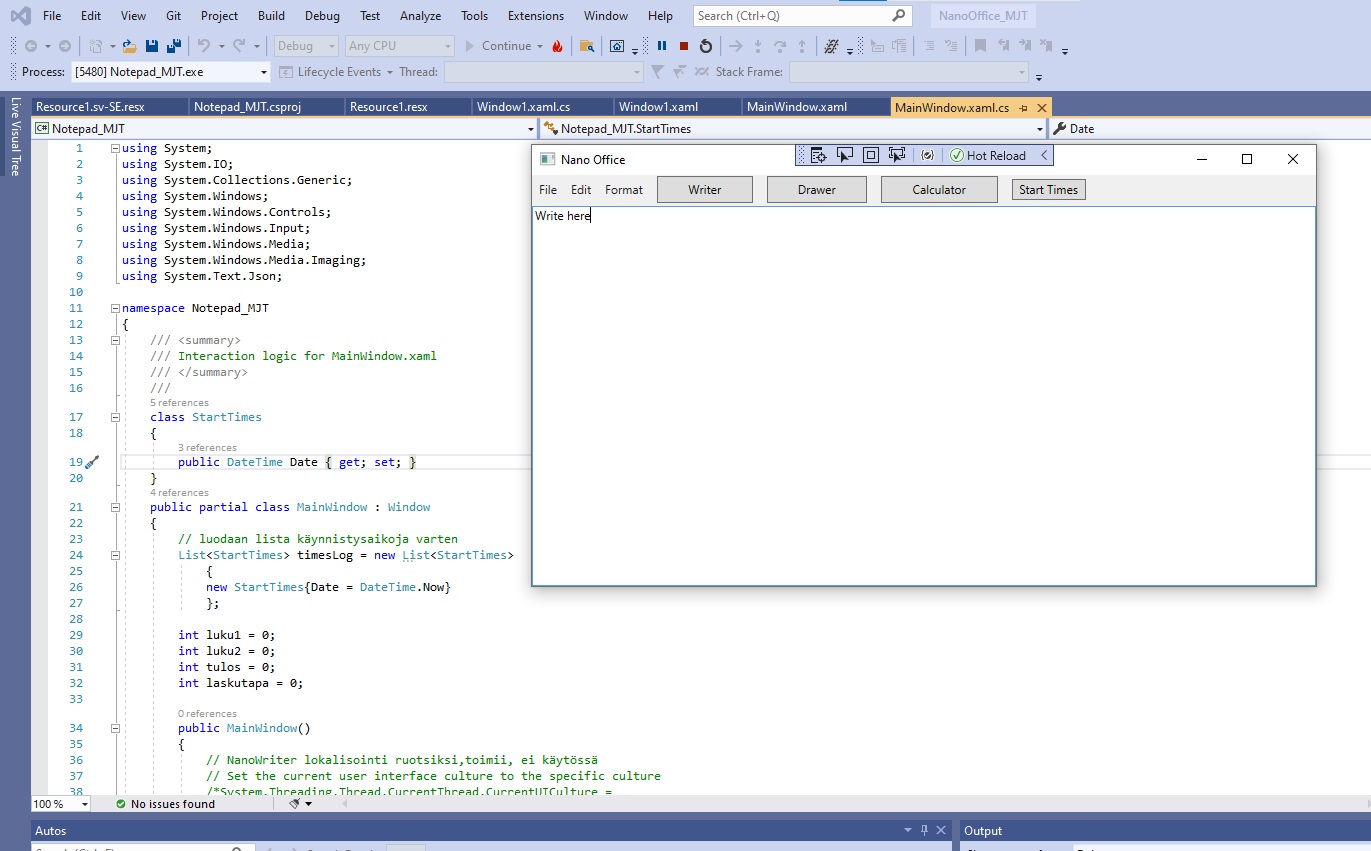 File Edit View Git Project Build Debug Test Analyze Tools Extensions Window Help Search (Ctrl+Q) NanoOffice_MJT
Debug Any CPU Continue
Process: [5480] Notepad_MJT.exe Lifecycle Events Thread: Stack Frame:
Live Visual Tree
Resource1.sv-SE.resx Notepad_MJT.csproj Resource1.resx Window1.xaml.cs Window1.xaml MainWindow.xaml MainWindow.xaml.cs
C# Notepad_MJT Notepad_MJT.StartTimes Date
1 using System;
2 using System.IO;
3 using System.Collections.Generic;
4 using System.Windows;
5 using System.Windows.Controls;
6 using System.Windows.Input;
7 using System.Windows.Media;
8 using System.Windows.Media.Imaging;
9 using System.Text.Json;
10
11 namespace Notepad_MJT
12 {
13 /// <summary>
14 /// Interaction logic for MainWindow.xaml
15 /// </summary>
16 ///
5 references
17 class StartTimes
18 {
3 references
19 public DateTime Date { get; set; }
20 }
4 references
21 public partial class MainWindow : Window
22 {
23 // luodaan lista käynnistysaikoja varten
24 List<StartTimes> timesLog = new List<StartTimes>
25 {
26 new StartTimes{Date = DateTime.Now}
27 };
28
29 int luku1 = 0;
30 int luku2 = 0;
31 int tulos = 0;
32 int laskutapa = 0;
33
0 references
34 public MainWindow()
35 {
36 // NanoWriter lokalisointi ruotsiksi,toimii, ei käytössä
37 // Set the current user interface culture to the specific culture
38 /*System.Threading.Thread.CurrentThread.CurrentUICulture =
Nano Office Hot Reload
File Edit Format Writer Drawer Calculator Start Times
Write here
100 % No issues found
Autos Output